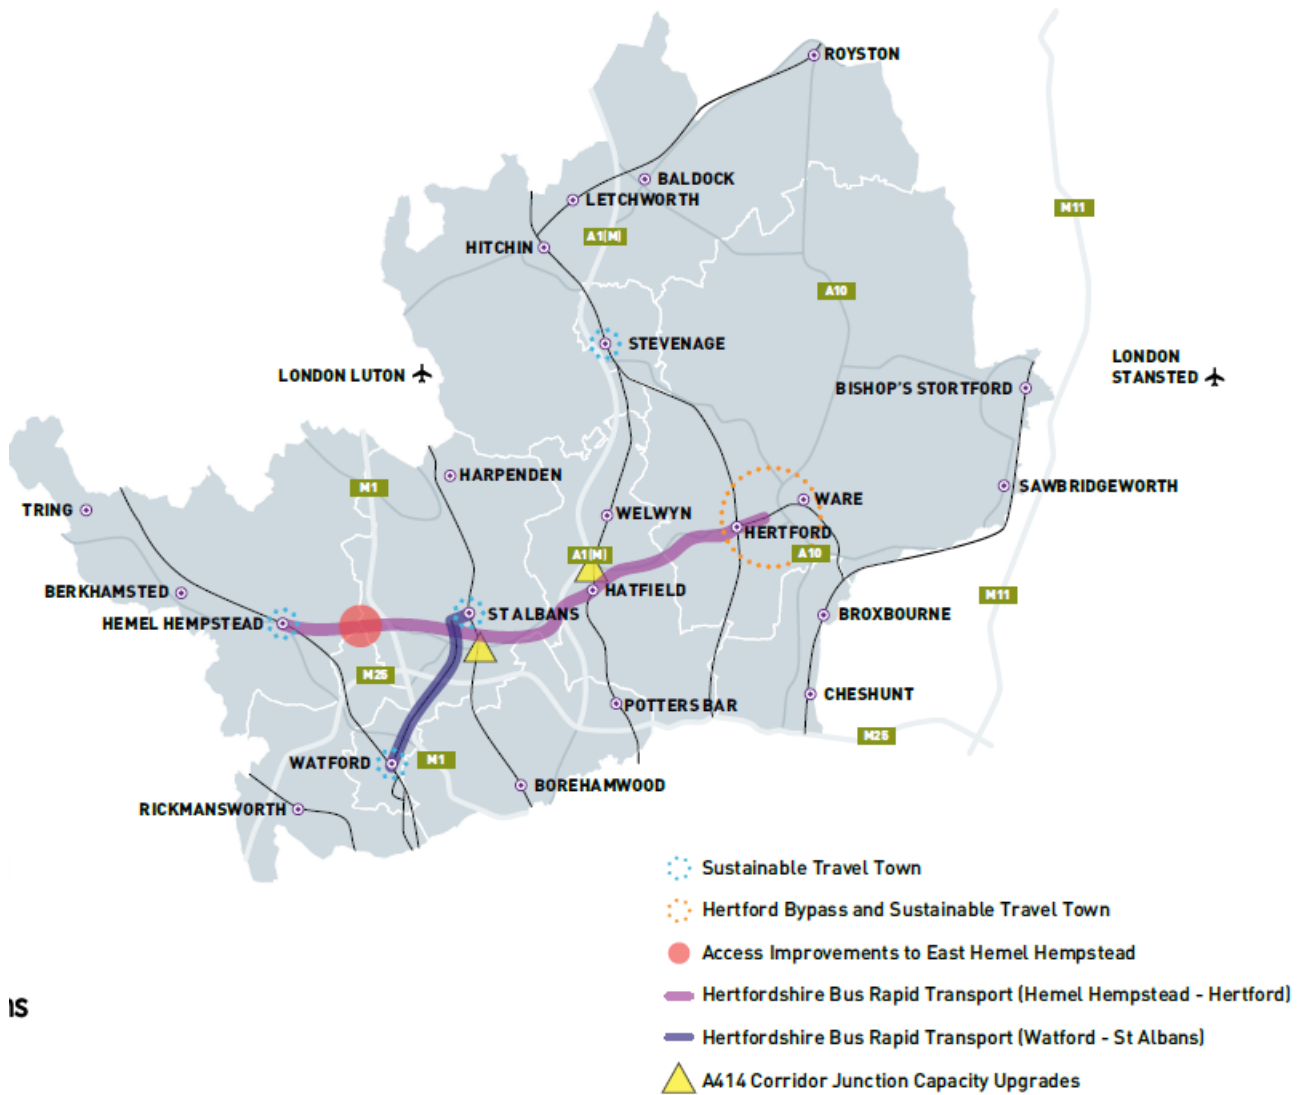 ROYSTON
BALDOCK
LETCHWORTH
M11
A1(M)
HITCHIN
A10
STEVENAGE
LONDON LUTON
LONDON
STANSTED
BISHOP'S STORTFORD
HARPENDEN
M1
SAWBRIDGEWORTH
WARE
TRING
WELWYN
HERTFORD
A1(M)
A10
BERKHAMSTED
HATFIELD
M11
HEMEL HEMPSTEAD
ST ALBANS
BROXBOURNE
M25
CHESHUNT
POTTERS BAR
M25
WATFORD
M1
BOREHAMWOOD
RICKMANSWORTH
Sustainable Travel Town
Hertford Bypass and Sustainable Travel Town
Access Improvements to East Hemel Hempstead
Hertfordshire Bus Rapid Transport (Hemel Hempstead - Hertford)
Hertfordshire Bus Rapid Transport (Watford - St Albans)
A414 Corridor Junction Capacity Upgrades